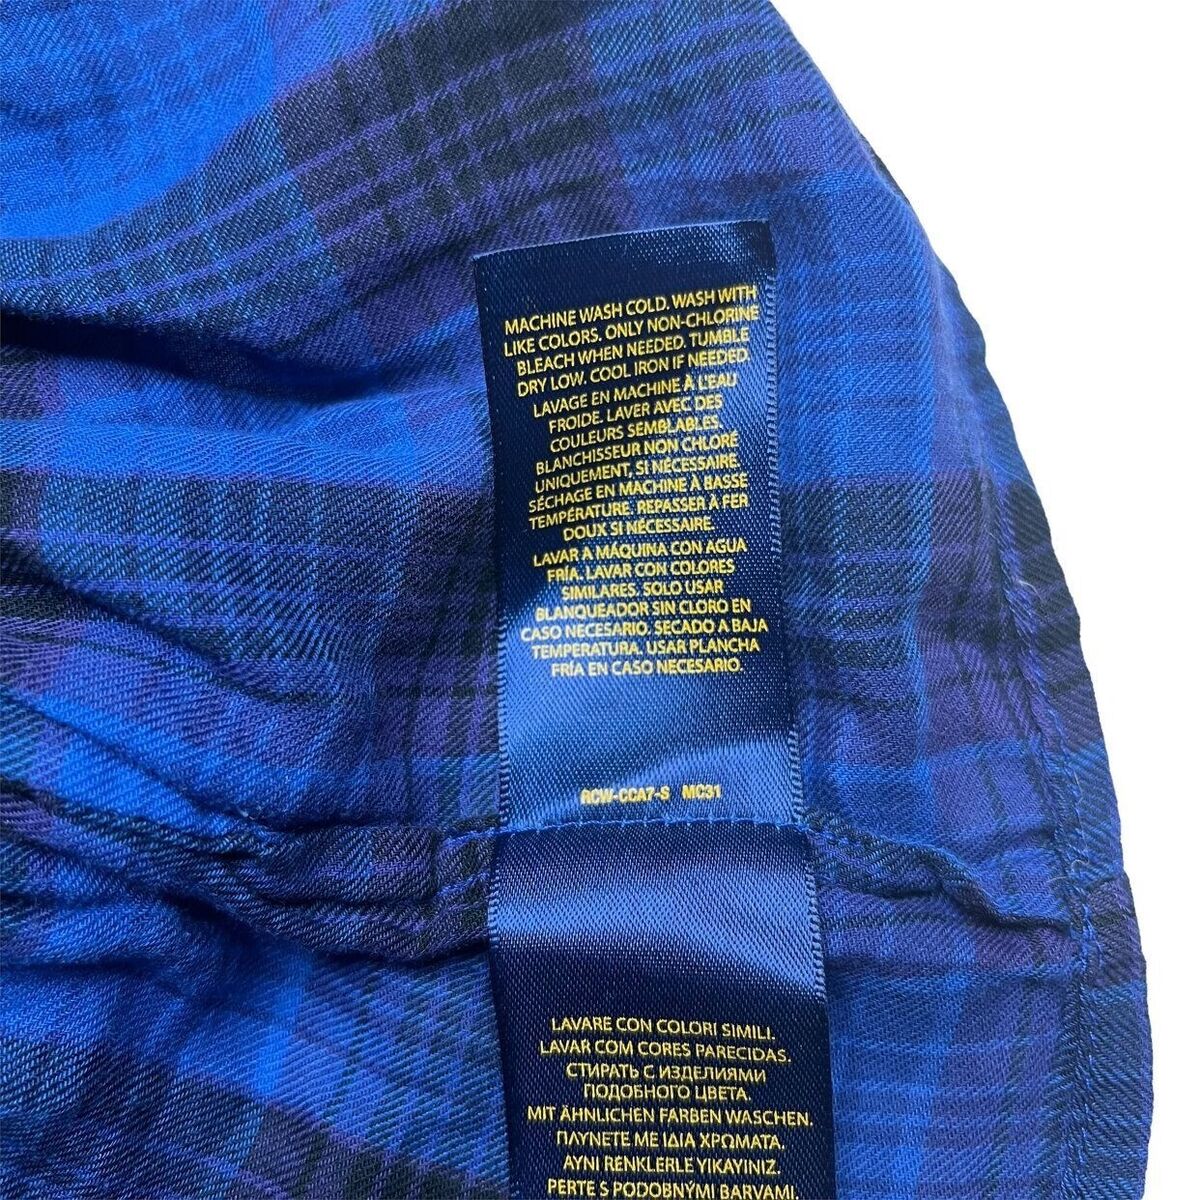 MACHINE WASH COLD. WASH WITH
LIKE COLORS. ONLY NON-CHLORINE
BLEACH WHEN NEEDED. TUMBLE
DRY LOW. COOL IRON IF NEEDED.
LAVAGE EN MACHINE À L'EAU
FROIDE. LAVER AVEC DES
COULEURS SEMBLABLES.
BLANCHISSEUR NON CHLORÉ
UNIQUEMENT, SI NÉCESSAIRE.
SÉCHAGE EN MACHINE À BASSE
TEMPÉRATURE. REPASSER À FER
DOUX SI NÉCESSAIRE.
LAVAR A MÁQUINA CON AGUA
FRÍA. LAVAR CON COLORES
SIMILARES. SOLO USAR
BLANQUEADOR SIN CLORO EN
CASO NECESARIO. SECADO A BAJA
TEMPERATURA. USAR PLANCHA
FRÍA EN CASO NECESARIO.
RCW-CCA7-S MC31
LAVARE CON COLORI SIMILI.
LAVAR COM CORES PARECIDAS.
СТИРАТЬ С ИЗДЕЛИЯМИ
ПОДОБНОГО ЦВЕТА.
MIT ÄHNLICHEN FARBEN WASCHEN.
ΠΛΥΝΕΤΕ ΜΕ ΙΔΙΑ ΧΡΩΜΑΤΑ.
AYNI RENKLERLE YIKAYINIZ.
PERTE S PODOBNÝMI BARVAMI.